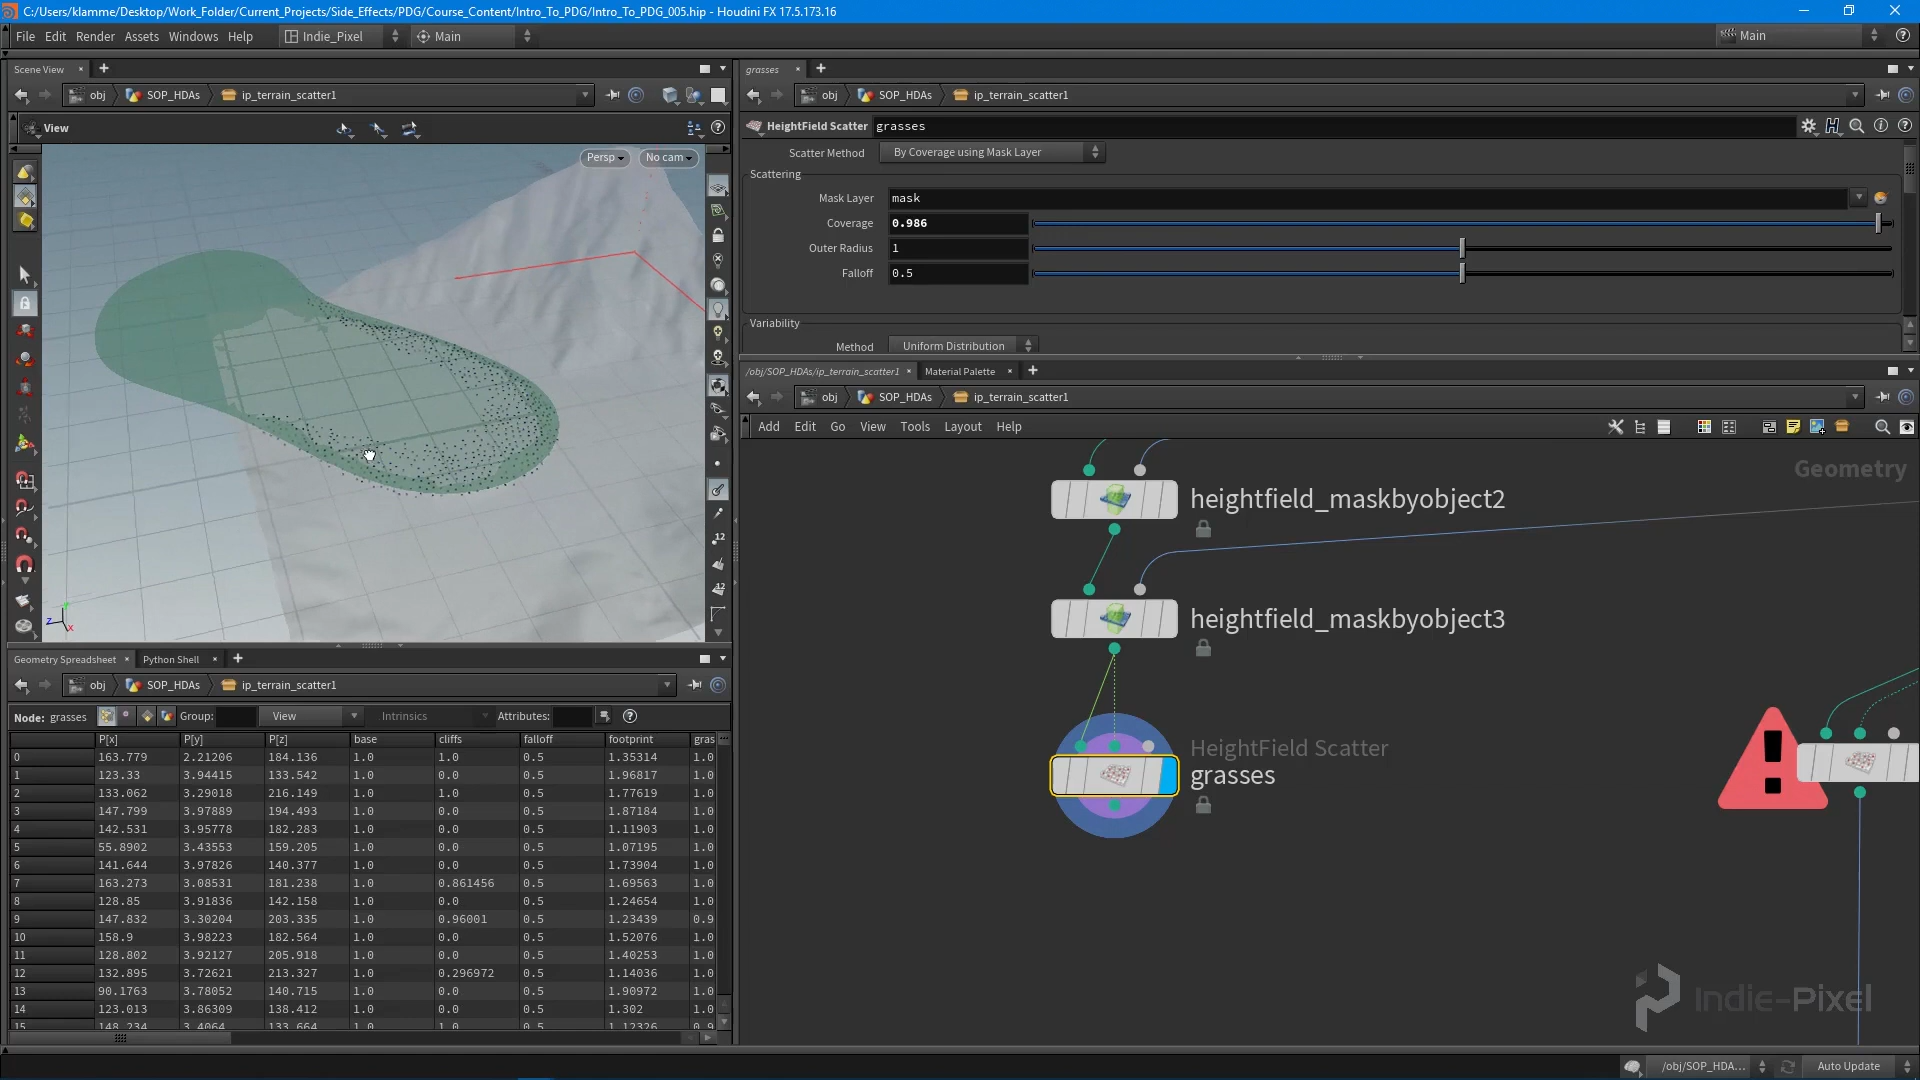 C:/Users/klamme/Desktop/Work_Folder/Current_Projects/Side_Effects/PDG/Course_Content/Intro_To_PDG/Intro_To_PDG_005.hip - Houdini FX 17.5.173.16
File Edit Render Assets Windows Help Indie_Pixel Main Main
Scene View
obj SOP_HDAs ip_terrain_scatter1
View
Persp No cam
grasses
obj SOP_HDAs ip_terrain_scatter1
HeightField Scatter grasses
Scatter Method By Coverage using Mask Layer
Scattering
Mask Layer mask
Coverage 0.986
Outer Radius 1
Falloff 0.5
Variability
Method Uniform Distribution
/obj/SOP_HDAs/ip_terrain_scatter1 Material Palette
obj SOP_HDAs ip_terrain_scatter1
Add Edit Go View Tools Layout Help
Geometry
heightfield_maskbyobject2
heightfield_maskbyobject3
HeightField Scatter
grasses
Indie-Pixel
12
12
z x
Geometry Spreadsheet Python Shell
obj SOP_HDAs ip_terrain_scatter1
Node: grasses Group: View Intrinsics Attributes:
P[x] P[y] P[z] base cliffs falloff footprint gras
0 163.779 2.21206 184.136 1.0 1.0 0.5 1.35314 1.0
1 123.33 3.94415 133.542 1.0 0.0 0.5 1.96817 1.0
2 133.062 3.29018 216.149 1.0 0.0 0.5 1.77619 1.0
3 147.799 3.97889 194.493 1.0 0.0 0.5 1.87184 1.0
4 142.531 3.95778 182.283 1.0 0.0 0.5 1.11903 1.0
5 55.8902 3.43553 159.205 1.0 0.0 0.5 1.07195 1.0
6 141.644 3.97826 140.377 1.0 0.0 0.5 1.73904 1.0
7 163.273 3.08531 181.238 1.0 0.861456 0.5 1.69563 1.0
8 128.85 3.91836 142.158 1.0 0.0 0.5 1.24654 1.0
9 147.832 3.30204 203.335 1.0 0.96001 0.5 1.23439 0.9
10 158.9 3.98223 182.564 1.0 0.0 0.5 1.52076 1.0
11 128.802 3.92127 205.918 1.0 0.0 0.5 1.40253 1.0
12 132.895 3.72621 213.327 1.0 0.296972 0.5 1.14036 1.0
13 90.1763 3.78052 140.715 1.0 0.0 0.5 1.90972 1.0
14 123.013 3.86309 138.412 1.0 0.0 0.5 1.302 1.0
15 148.234 3.4064 133.664 1.0 1.0 0.5 1.12326 0.9
/obj/SOP_HDA... Auto Update